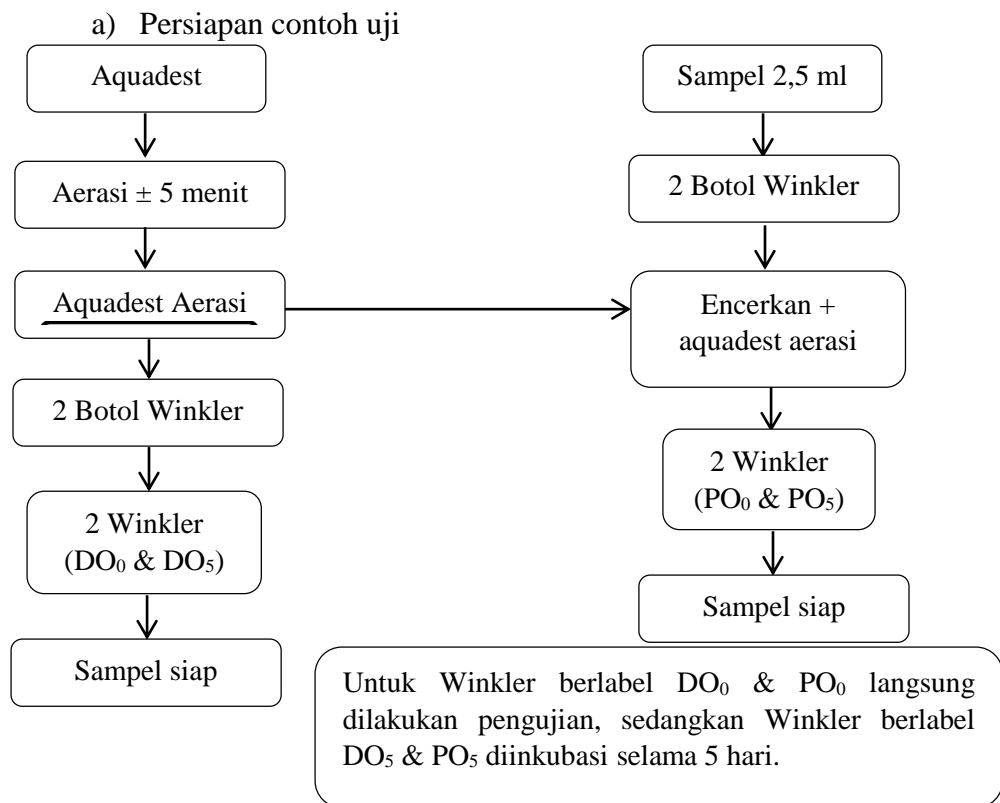 a) Persiapan contoh uji
Aquadest
Aerasi ± 5 menit
Aquadest Aerasi
2 Botol Winkler
2 Winkler
(DO₀ & DO₅)
Sampel siap
Sampel 2,5 ml
2 Botol Winkler
Encerkan +
aquadest aerasi
2 Winkler
(PO₀ & PO₅)
Sampel siap
Untuk Winkler berlabel DO₀ & PO₀ langsung
dilakukan pengujian, sedangkan Winkler berlabel
DO₅ & PO₅ diinkubasi selama 5 hari.